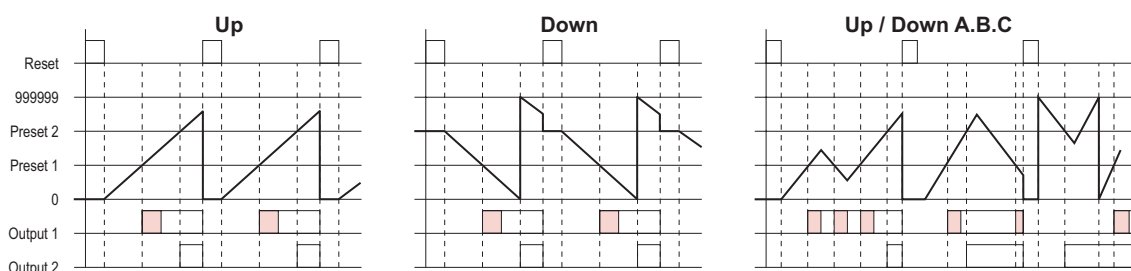 Up
Down
Up / Down A.B.C
Reset
999999
Preset 2
Preset 1
0
Output 1
Output 2